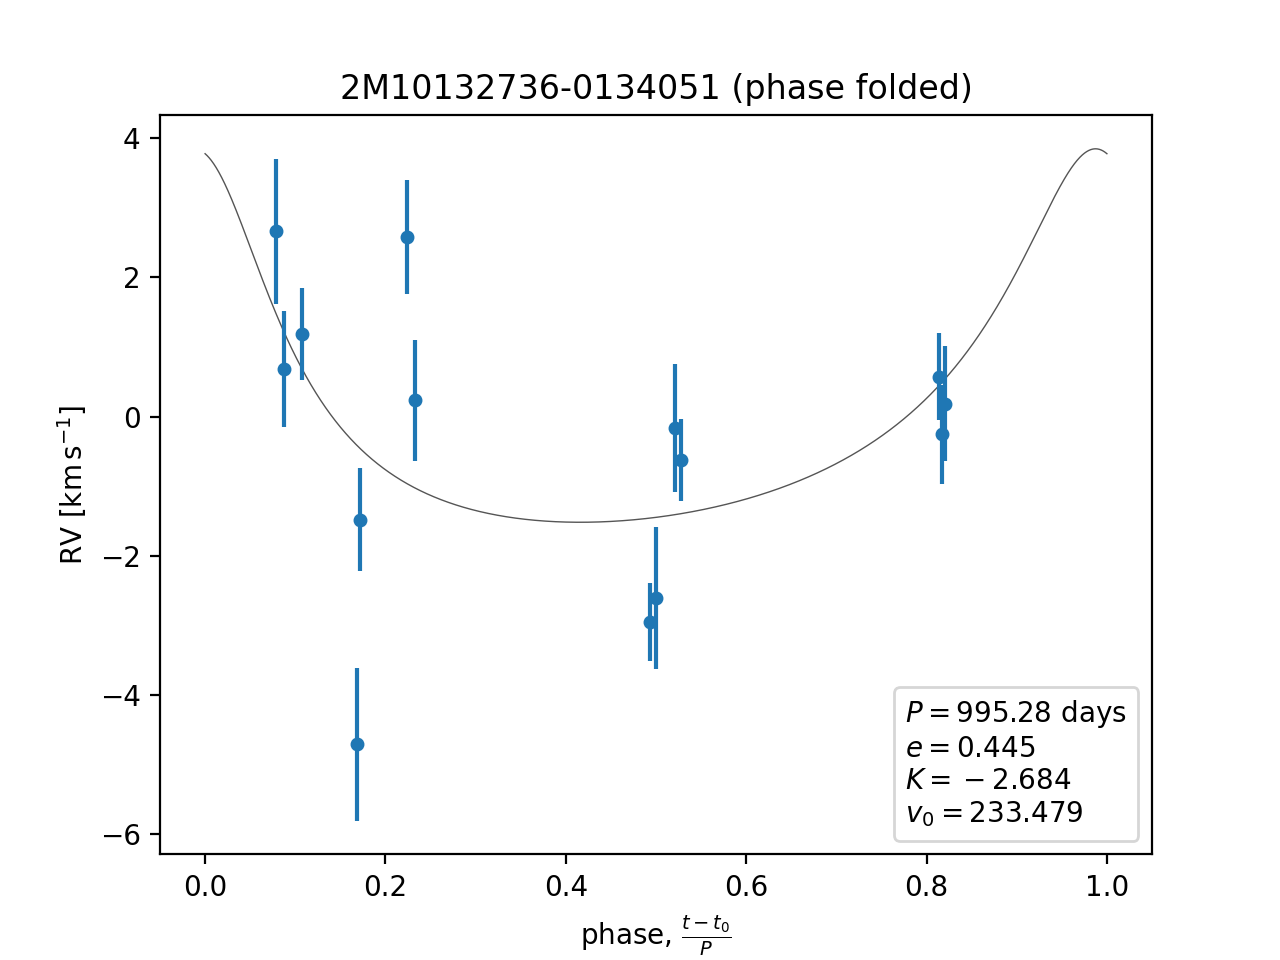 2M10132736-0134051 (phase folded)
4
2
0
−2
−4
−6
RV [km s⁻¹]
P = 995.28 days
e = 0.445
K = −2.684
v₀ = 233.479
0.0 0.2 0.4 0.6 0.8 1.0
phase, (t − t₀)/P